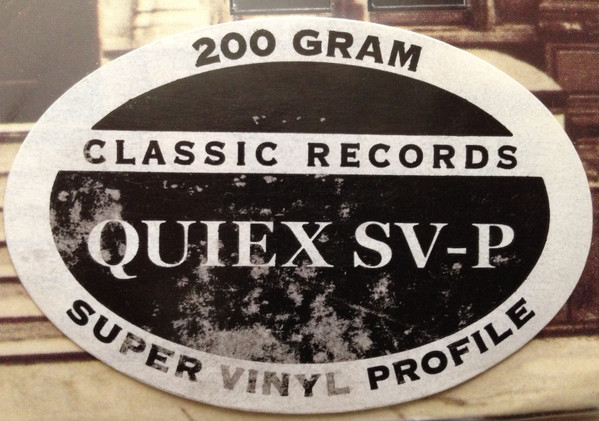 200 GRAM
CLASSIC RECORDS
QUIEX SV-P
SUPER VINYL PROFILE